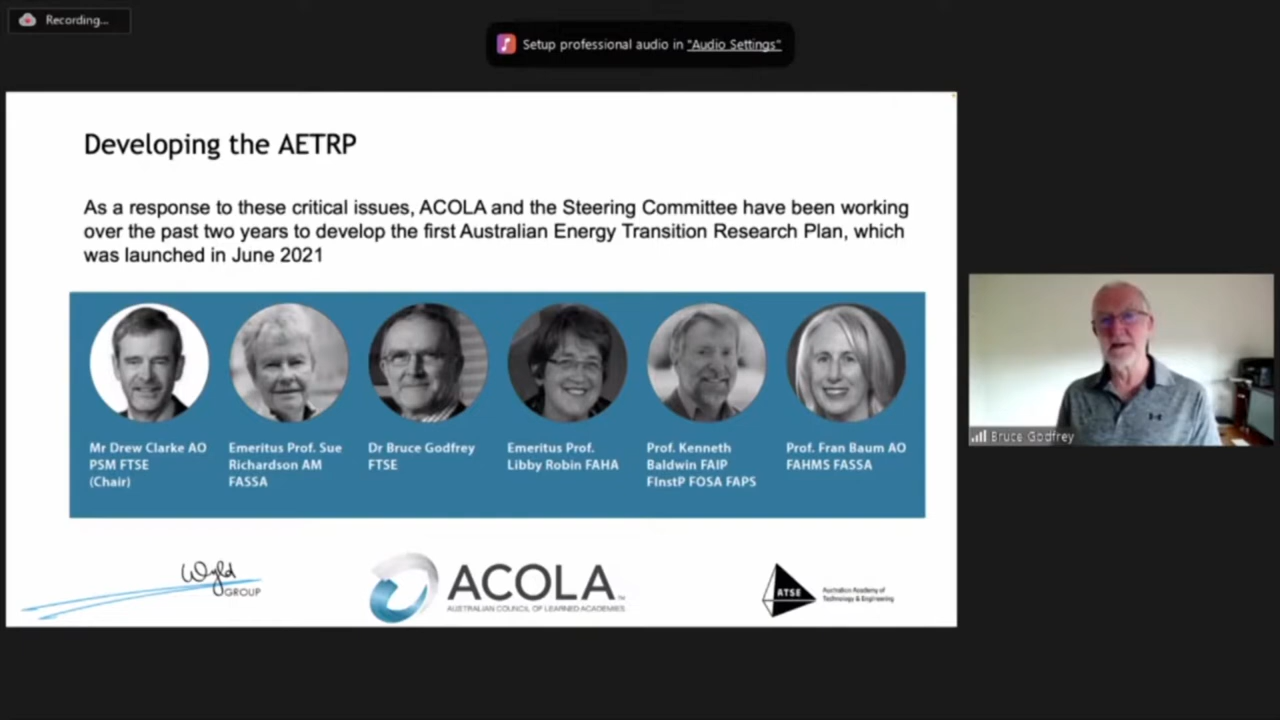 Recording...
Setup professional audio in "Audio Settings"
Developing the AETRP
As a response to these critical issues, ACOLA and the Steering Committee have been working
over the past two years to develop the first Australian Energy Transition Research Plan, which
was launched in June 2021
Mr Drew Clarke AO
PSM FTSE
(Chair)
Emeritus Prof. Sue
Richardson AM
FASSA
Dr Bruce Godfrey
FTSE
Emeritus Prof.
Libby Robin FAHA
Prof. Kenneth
Baldwin FAIP
FInstP FOSA FAPS
Prof. Fran Baum AO
FAHMS FASSA
Bruce Godfrey
Wyld
GROUP
ACOLA™
AUSTRALIAN COUNCIL OF LEARNED ACADEMIES
ATSE
Australian Academy of
Technology & Engineering